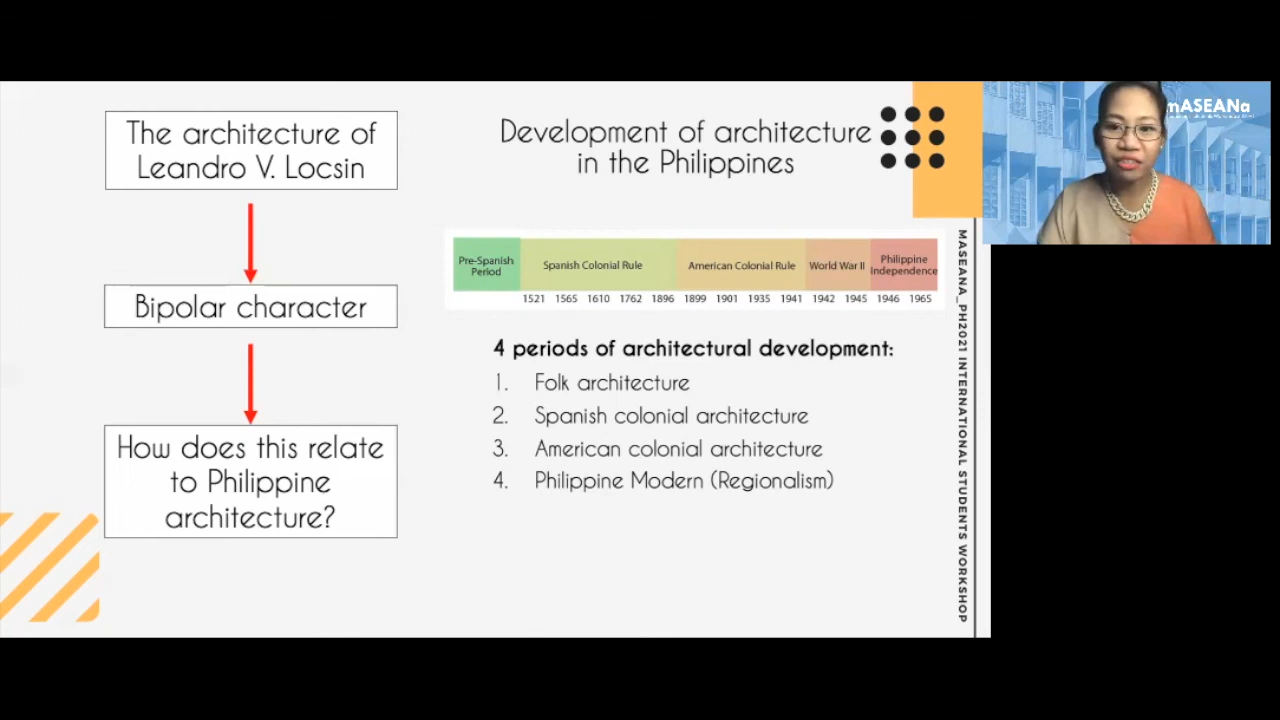 The architecture of
Leandro V. Locsin
Bipolar character
How does this relate
to Philippine
architecture?
Development of architecture
in the Philippines
Pre-Spanish
Period
Spanish Colonial Rule
American Colonial Rule
World War II
Philippine
Independence
1521 1565 1610 1762 1896 1899 1901 1935 1941 1942 1945 1946 1965
4 periods of architectural development:
1. Folk architecture
2. Spanish colonial architecture
3. American colonial architecture
4. Philippine Modern (Regionalism)
MASEANA_PH2021 INTERNATIONAL STUDENTS WORKSHOP
mASEANa